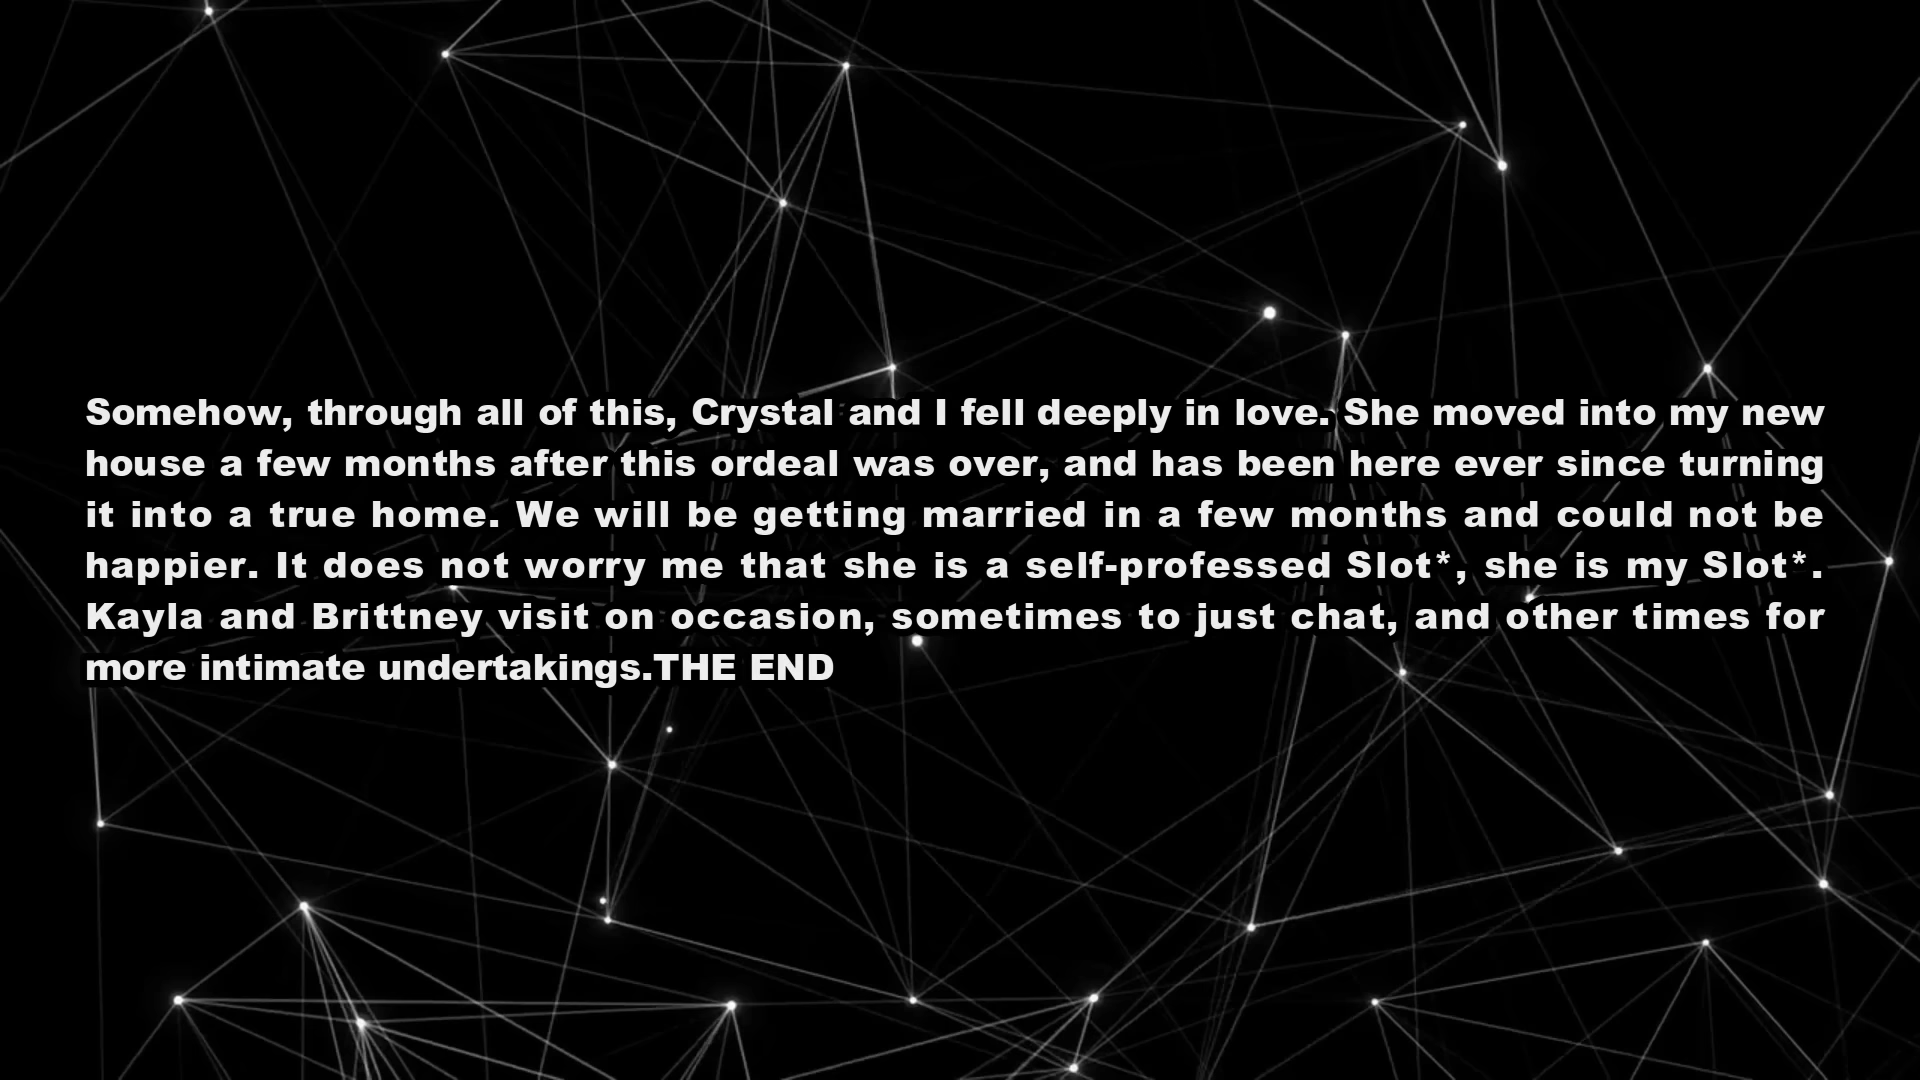 Somehow, through all of this, Crystal and I fell deeply in love. She moved into my new
house a few months after this ordeal was over, and has been here ever since turning
it into a true home. We will be getting married in a few months and could not be
happier. It does not worry me that she is a self-professed Slot*, she is my Slot*.
Kayla and Brittney visit on occasion, sometimes to just chat, and other times for
more intimate undertakings.THE END